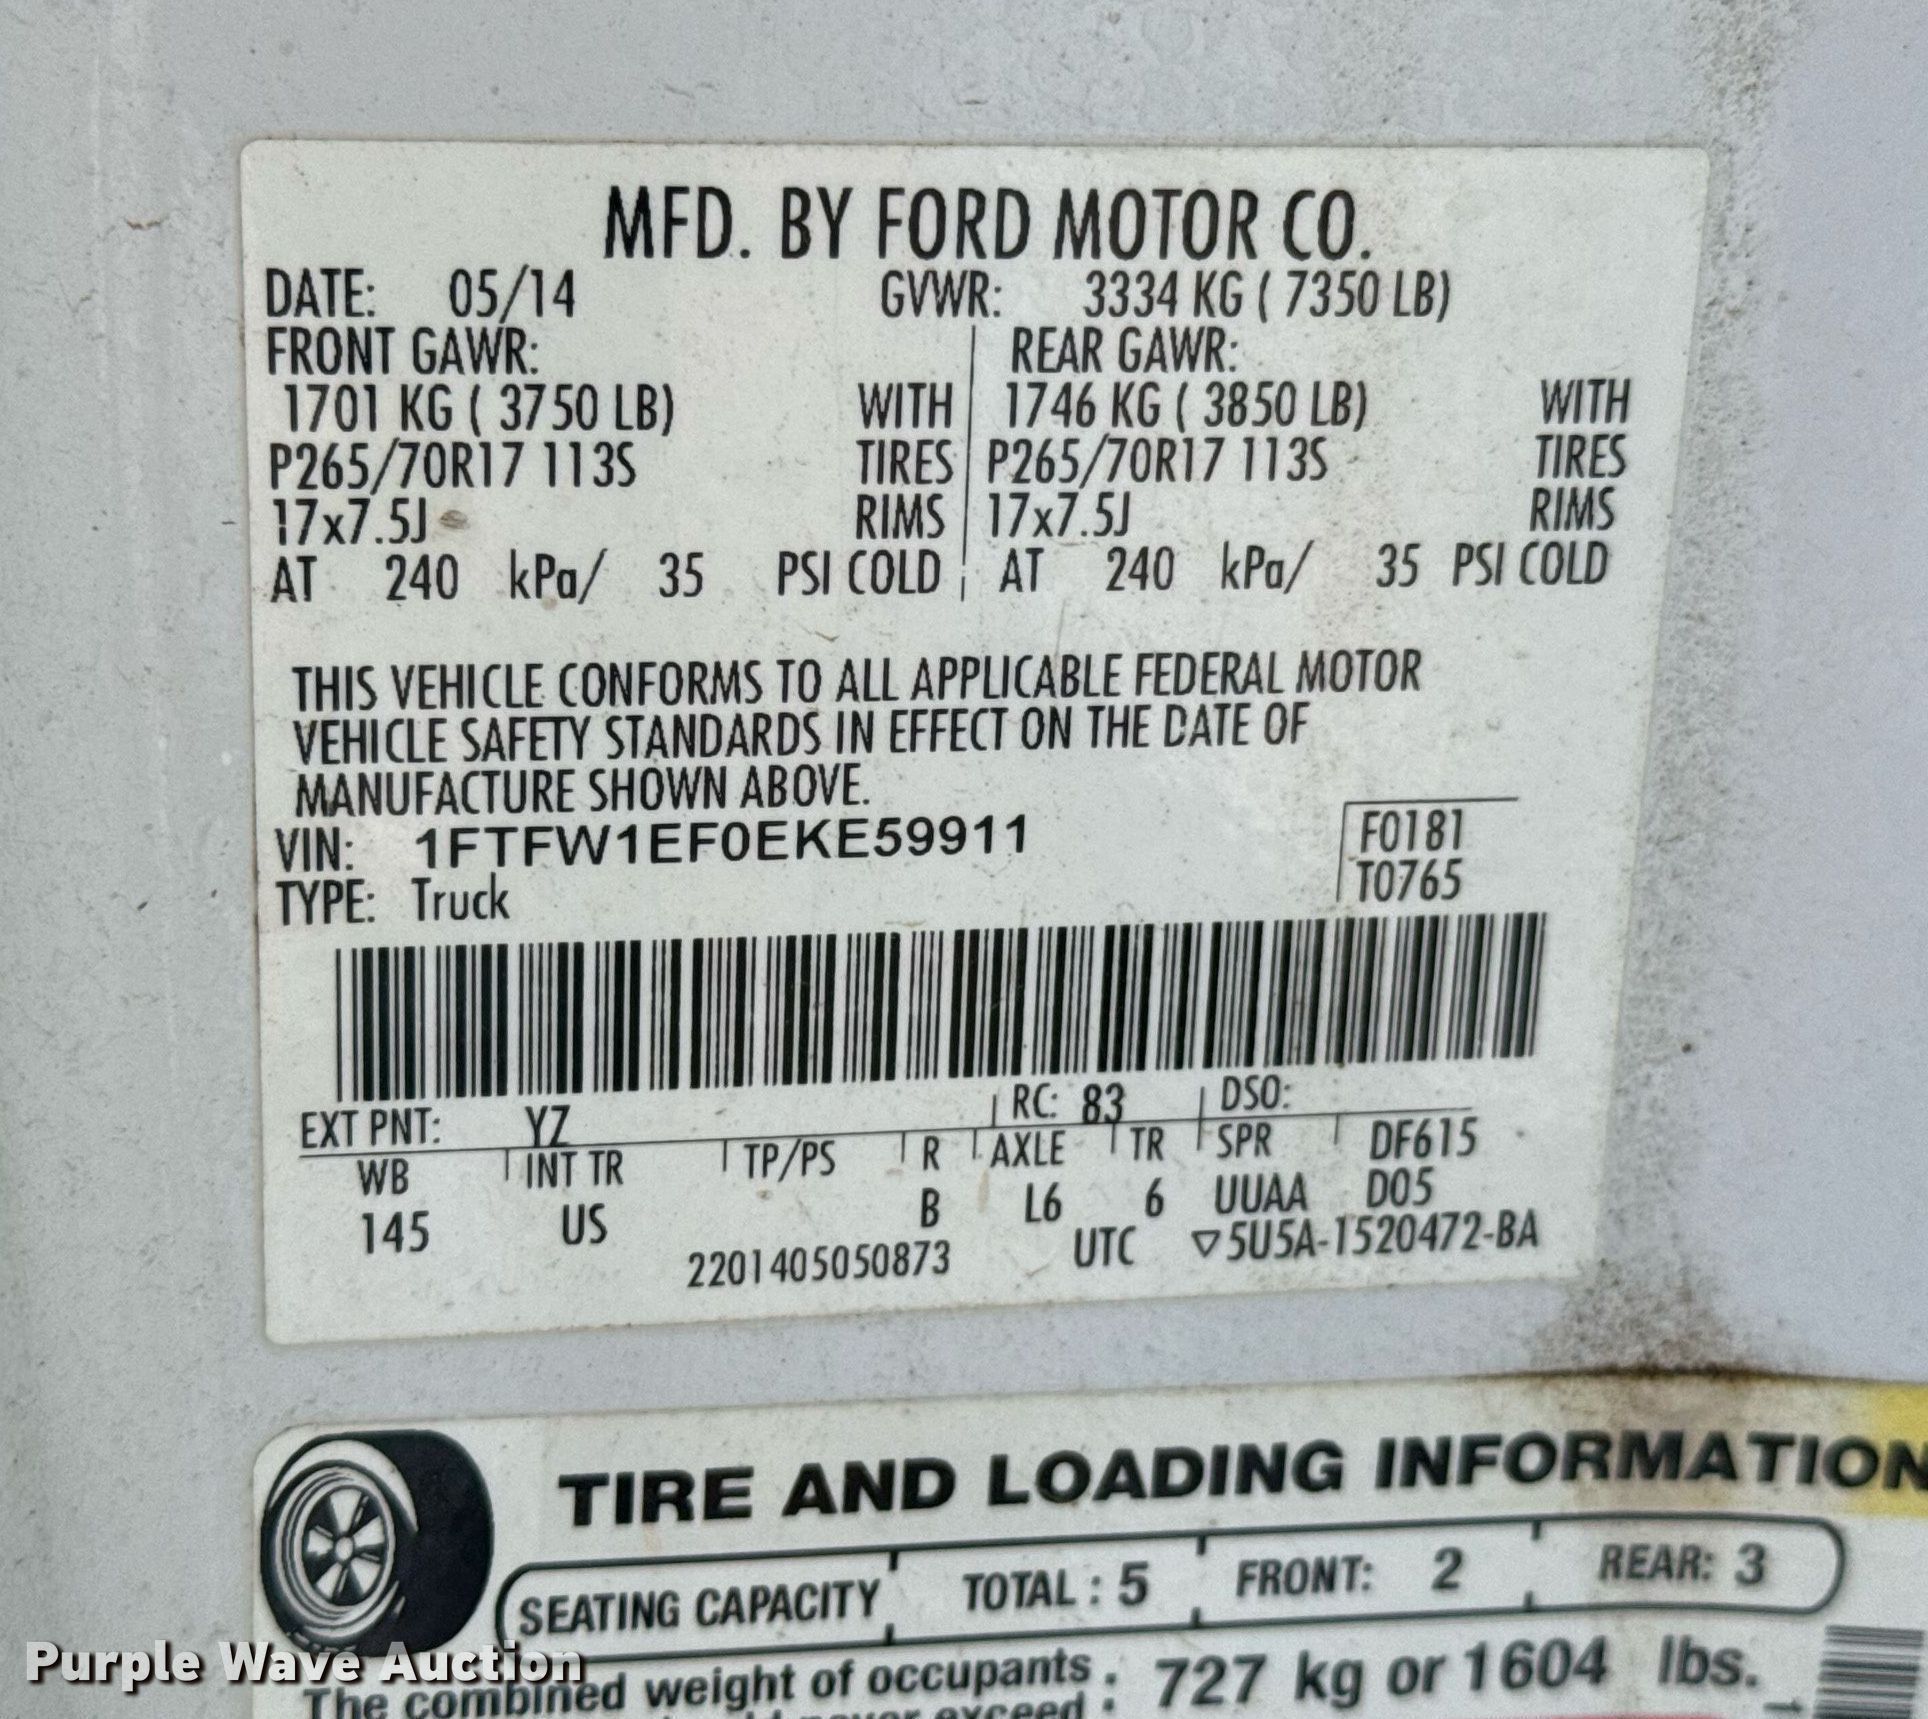 MFD. BY FORD MOTOR CO.
DATE: 05/14 GVWR: 3334 KG ( 7350 LB)
FRONT GAWR: REAR GAWR:
1701 KG ( 3750 LB) WITH 1746 KG ( 3850 LB) WITH
P265/70R17 113S TIRES P265/70R17 113S TIRES
17x7.5J RIMS 17x7.5J RIMS
AT 240 kPa/ 35 PSI COLD AT 240 kPa/ 35 PSI COLD
THIS VEHICLE CONFORMS TO ALL APPLICABLE FEDERAL MOTOR
VEHICLE SAFETY STANDARDS IN EFFECT ON THE DATE OF
MANUFACTURE SHOWN ABOVE.
VIN: 1FTFW1EF0EKE59911 F0181
TYPE: Truck T0765
EXT PNT: YZ RC: 83 DSO:
WB INT TR TP/PS R AXLE TR SPR DF615
145 US B L6 6 UUAA D05
2201405050873 UTC ▽5U5A-1520472-BA
TIRE AND LOADING INFORMATION
SEATING CAPACITY TOTAL : 5 FRONT: 2 REAR: 3
The combined weight of occupants : 727 kg or 1604 lbs.
never exceed :
Purple Wave Auction